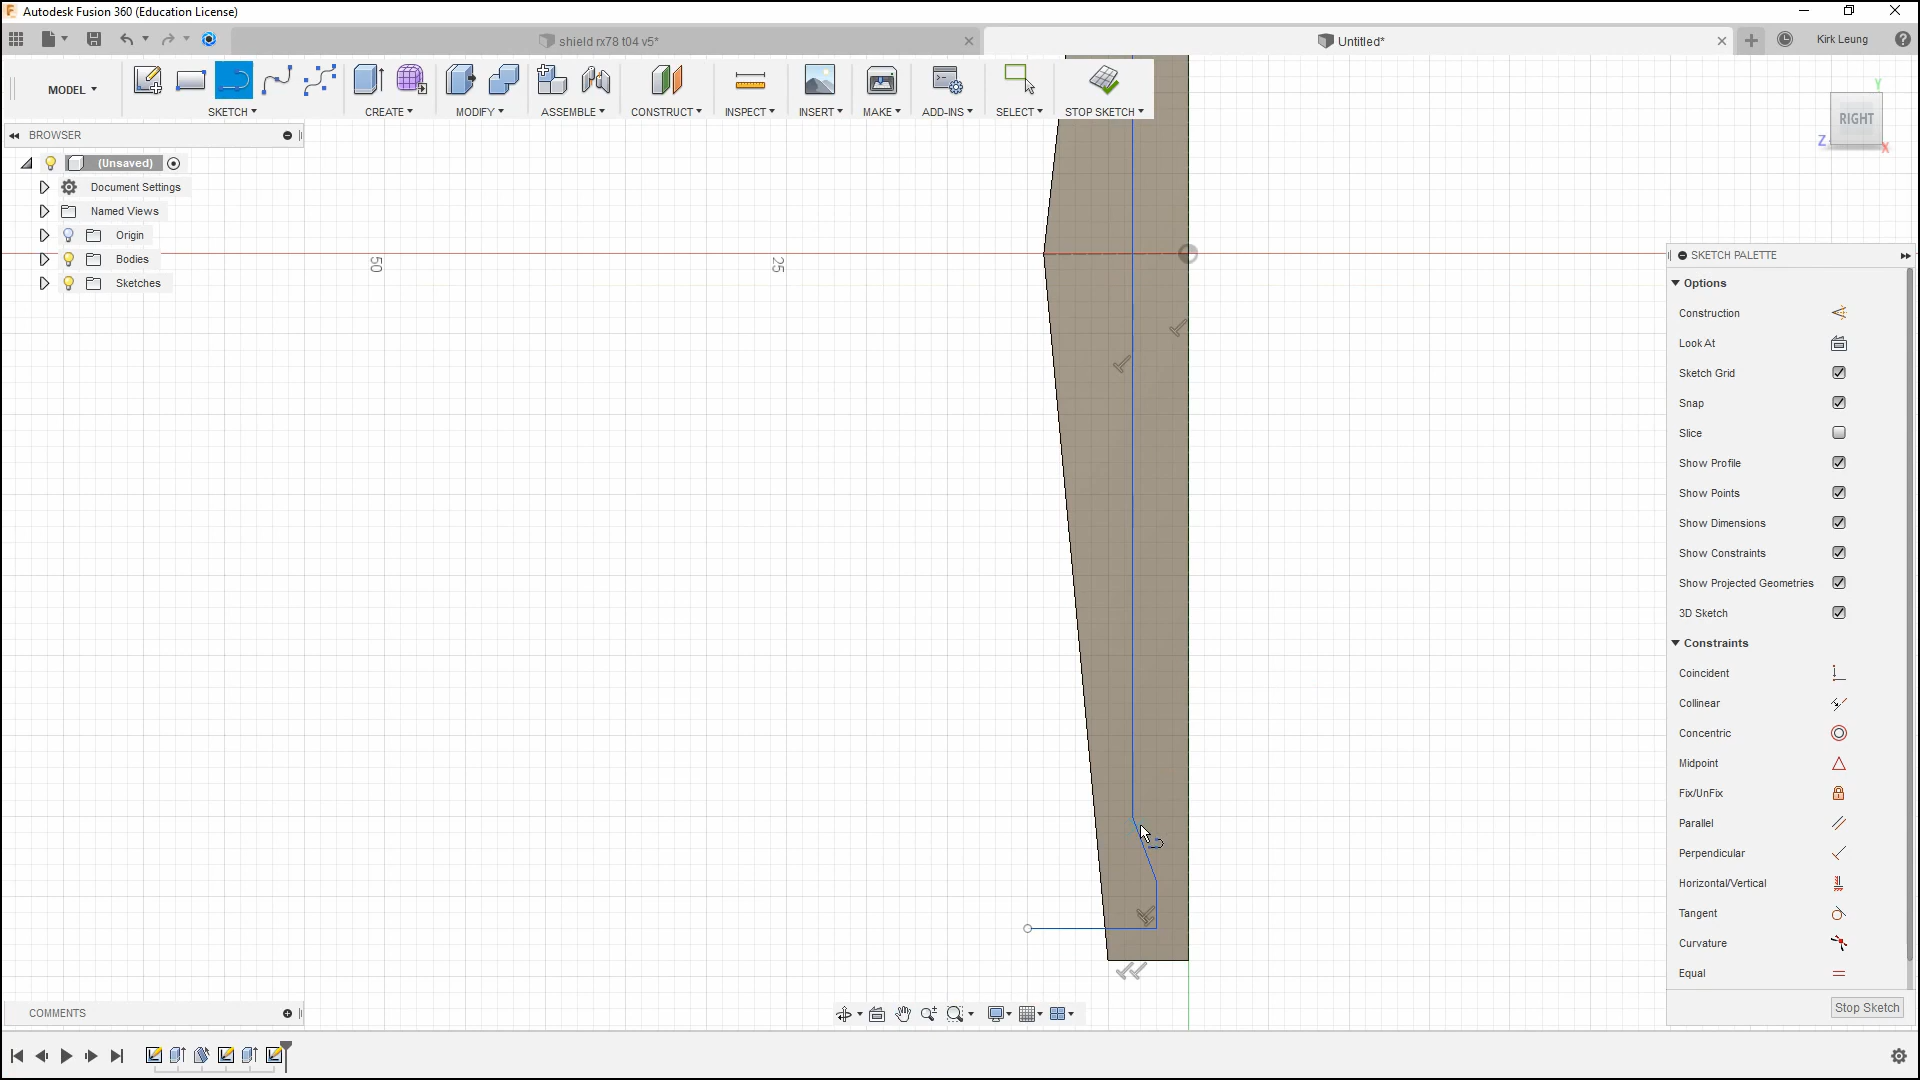 Autodesk Fusion 360 (Education License)
shield rx78 t04 v5*
Untitled*
Kirk Leung
MODEL
SKETCH
CREATE
MODIFY
ASSEMBLE
CONSTRUCT
INSPECT
INSERT
MAKE
ADD-INS
SELECT
STOP SKETCH
BROWSER
(Unsaved)
Document Settings
Named Views
Origin
Bodies
Sketches
50
25
Y
RIGHT
Z
X
SKETCH PALETTE
Options
Construction
Look At
Sketch Grid
Snap
Slice
Show Profile
Show Points
Show Dimensions
Show Constraints
Show Projected Geometries
3D Sketch
Constraints
Coincident
Collinear
Concentric
Midpoint
Fix/UnFix
Parallel
Perpendicular
Horizontal/Vertical
Tangent
Curvature
Equal
Stop Sketch
COMMENTS